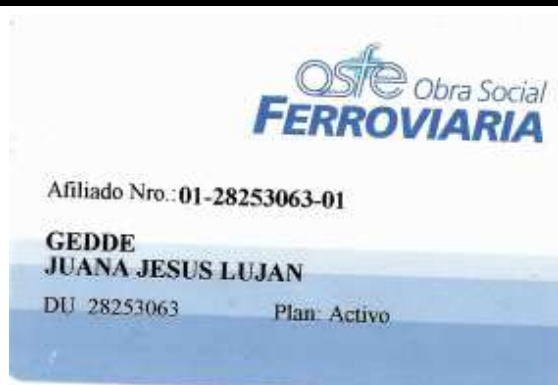 osfe Obra Social
FERROVIARIA
Afiliado Nro.:01-28253063-01
GEDDE
JUANA JESUS LUJAN
DU 28253063 Plan: Activo